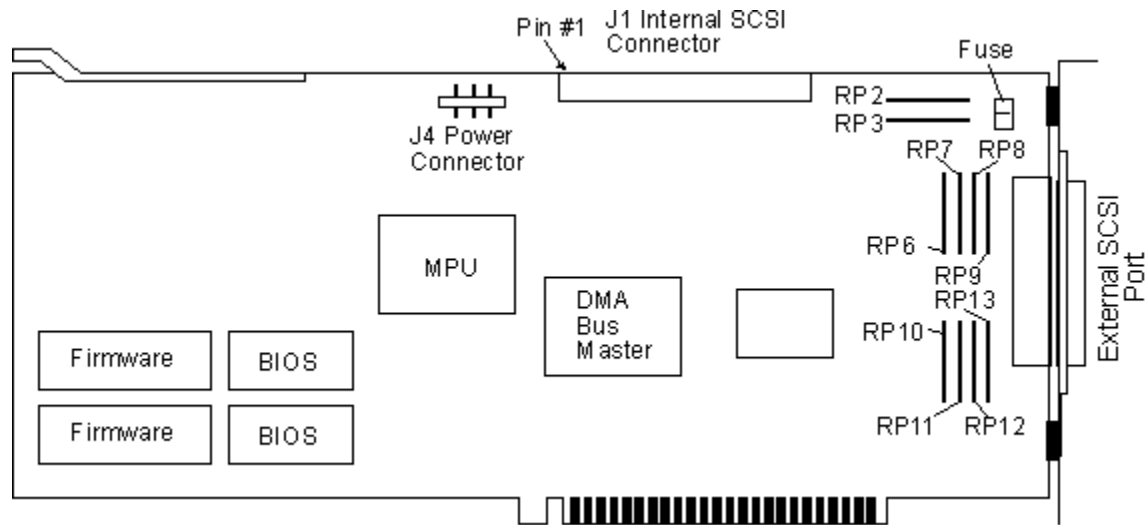 Pin #1
J1 Internal SCSI
Connector
Fuse
RP2
RP3
J4 Power
Connector
RP7
RP8
RP6
RP9
RP13
RP10
RP11
RP12
External SCSI
Port
MPU
DMA
Bus
Master
Firmware
BIOS
Firmware
BIOS